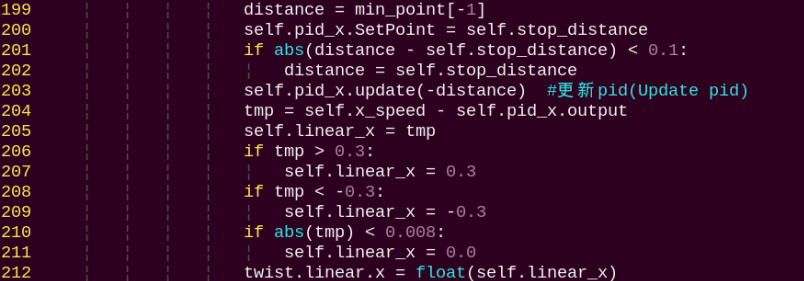 199 distance = min_point[-1]
200 self.pid_x.SetPoint = self.stop_distance
201 if abs(distance - self.stop_distance) < 0.1:
202 distance = self.stop_distance
203 self.pid_x.update(-distance)  #更新pid(Update pid)
204 tmp = self.x_speed - self.pid_x.output
205 self.linear_x = tmp
206 if tmp > 0.3:
207 self.linear_x = 0.3
208 if tmp < -0.3:
209 self.linear_x = -0.3
210 if abs(tmp) < 0.008:
211 self.linear_x = 0.0
212 twist.linear.x = float(self.linear_x)